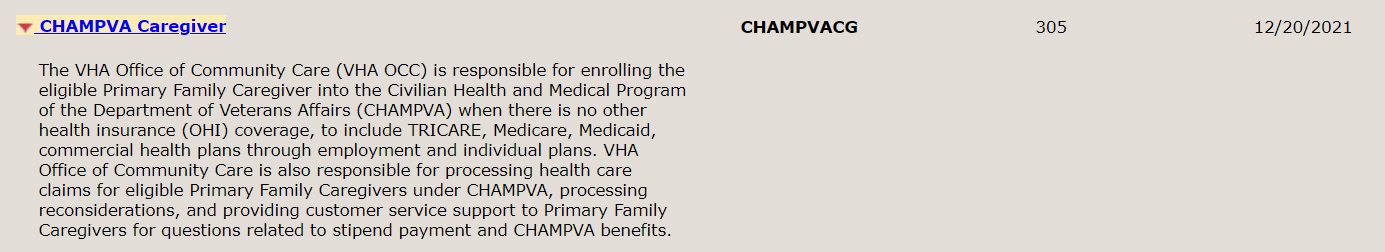 CHAMPVA Caregiver CHAMPVACG 305 12/20/2021
The VHA Office of Community Care (VHA OCC) is responsible for enrolling the
eligible Primary Family Caregiver into the Civilian Health and Medical Program
of the Department of Veterans Affairs (CHAMPVA) when there is no other
health insurance (OHI) coverage, to include TRICARE, Medicare, Medicaid,
commercial health plans through employment and individual plans. VHA
Office of Community Care is also responsible for processing health care
claims for eligible Primary Family Caregivers under CHAMPVA, processing
reconsiderations, and providing customer service support to Primary Family
Caregivers for questions related to stipend payment and CHAMPVA benefits.